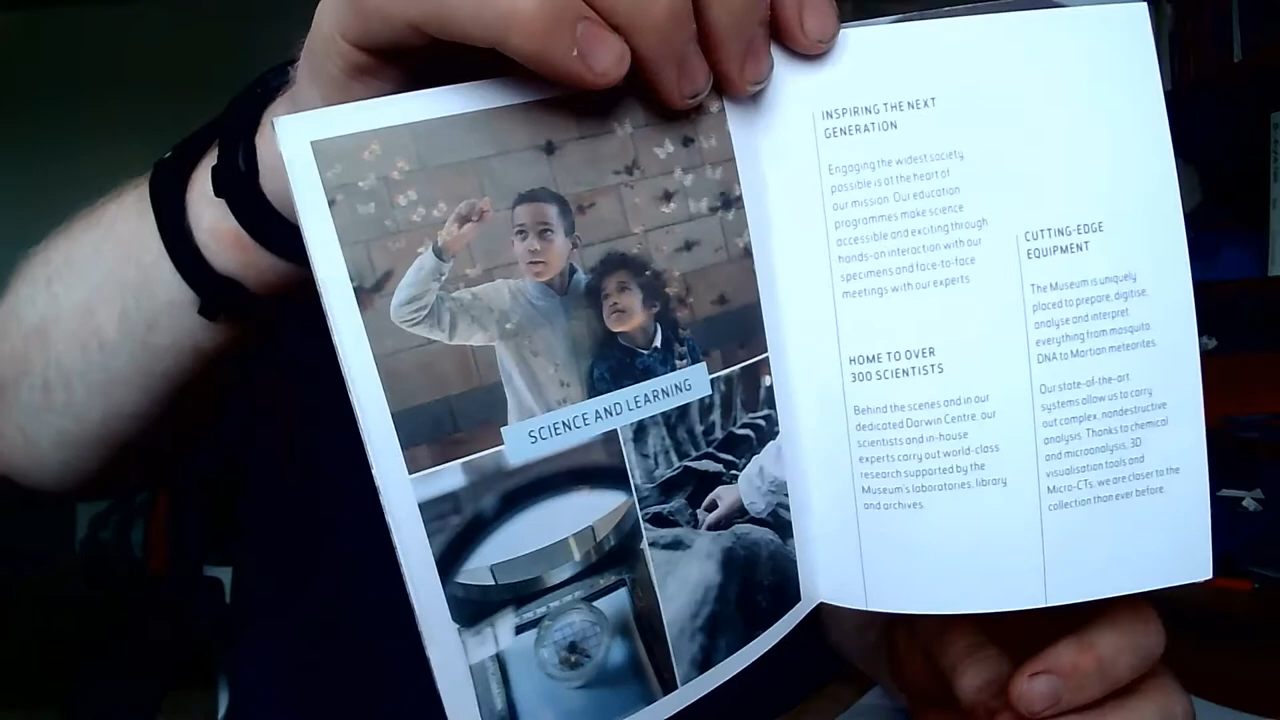 SCIENCE AND LEARNING
INSPIRING THE NEXT
GENERATION
Engaging the widest society
possible is at the heart of
our mission. Our education
programmes make science
accessible and exciting through
hands-on interaction with our
specimens and face-to-face
meetings with our experts.
HOME TO OVER
300 SCIENTISTS
Behind the scenes and in our
dedicated Darwin Centre, our
scientists and in-house
experts carry out world-class
research supported by the
Museum's laboratories, library
and archives.
CUTTING-EDGE
EQUIPMENT
The Museum is uniquely
placed to prepare, digitise,
analyse and interpret
everything from mosquito
DNA to Martian meteorites.
Our state-of-the-art
systems allow us to carry
out complex, nondestructive
analysis. Thanks to chemical
and microanalysis, 3D
visualisation tools and
Micro-CTs, we are closer to the
collection than ever before.